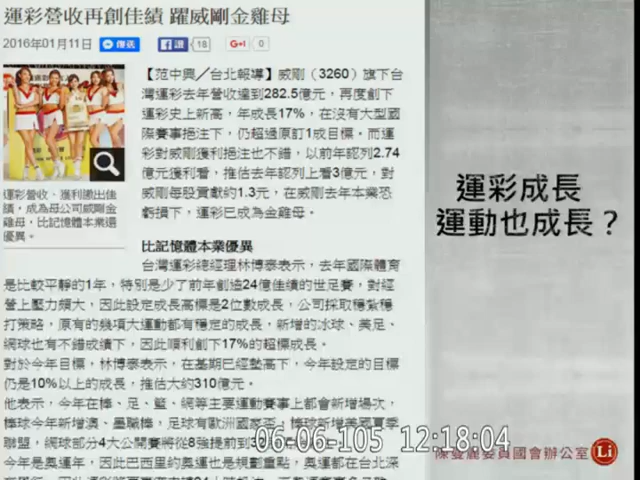 運彩營收再創佳績 躍威剛金雞母
2016年01月11日 傳送 讚 18 G+1 0
【范中興╱台北報導】威剛（3260）旗下台
灣運彩去年營收達到282.5億元，再度創下
運彩史上新高，年成長17%，在沒有大型國
際賽事挹注下，仍超過原訂1成目標。而運
彩對威剛獲利挹注也不錯，以前年認列2.74
億元獲利看，推估去年認列上看3億元，對
威剛每股貢獻約1.3元，在威剛去年本業恐
虧損下，運彩已成為金雞母。
運彩營收、獲利繳出佳
績，成為母公司威剛金
雞母，比記憶體本業還
優異。
比記憶體本業優異
台灣運彩總經理林博泰表示，去年國際體育
是比較平靜的1年，特別是少了前年創造24億佳績的世足賽，對經
營上壓力頗大，因此設定成長高標是2位數成長，公司採取穩紮穩
打策略，原有的幾項大運動都有穩定的成長，新增的冰球、美足、
網球也有不錯成績下，因此順利創下17%的超標成長。
對於今年目標，林博泰表示，在基期已經墊高下，今年設定的目標
仍是10%以上的成長，推估大約310億元。
他表示，今年在棒、足、籃、網等主要運動賽事上都會新增場次，
棒球今年新增澳、墨職棒，足球有歐洲國家盃，棒球新增美國夏季
聯盟，網球部分4大公開賽將從8強提前到3
今年是奧運年，因此巴西里約奧運也是規劃重點，奧運都在台北深
運彩成長
運動也成長？
06-06-105 12:18:04
陳曼麗委員國會辦公室 Li